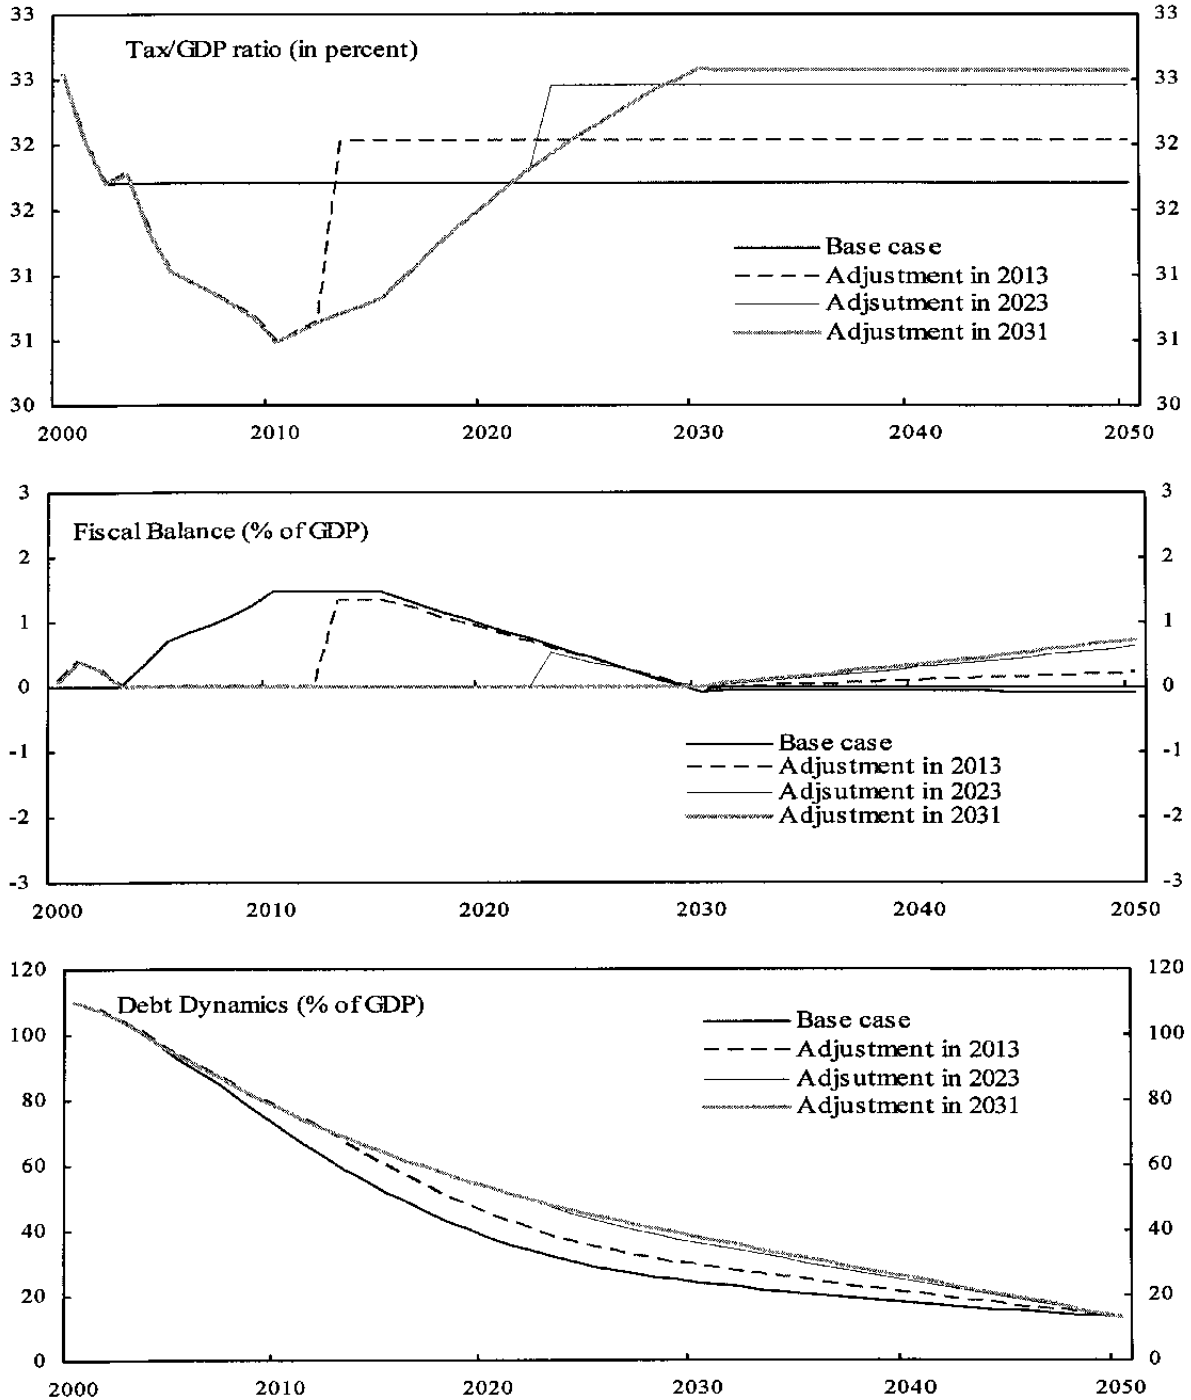 33 33
Tax/GDP ratio (in percent)
33 33
32 32
32 32
Base case
31 Adjustment in 2013 31
Adjsutment in 2023
31 Adjustment in 2031 31
30 30
2000 2010 2020 2030 2040 2050
3 3
Fiscal Balance (% of GDP)
2 2
1 1
0 0
Base case
-1 -1
Adjustment in 2013
Adjsutment in 2023
-2 Adjustment in 2031 -2
-3 -3
2000 2010 2020 2030 2040 2050
120 120
Debt Dynamics (% of GDP)
Base case
100 100
Adjustment in 2013
Adjsutment in 2023
80 Adjustment in 2031 80
60 60
40 40
20 20
0 0
2000 2010 2020 2030 2040 2050